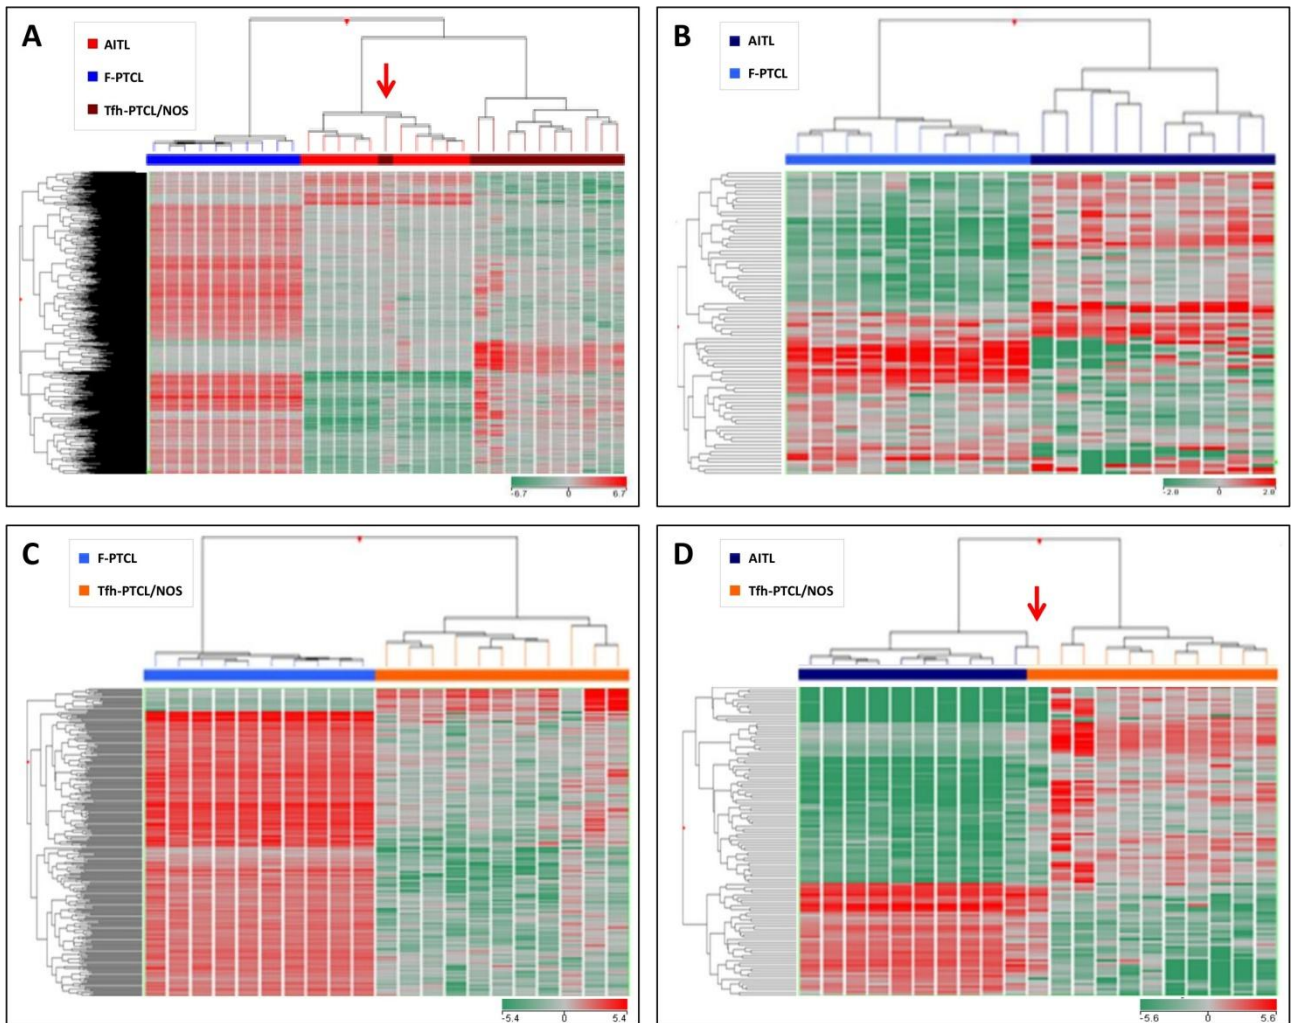 A
AITL
F-PTCL
Tfh-PTCL/NOS
-6.7 0 6.7
B
AITL
F-PTCL
-2.8 0 2.8
C
F-PTCL
Tfh-PTCL/NOS
-5.4 0 5.4
D
AITL
Tfh-PTCL/NOS
-5.6 0 5.6